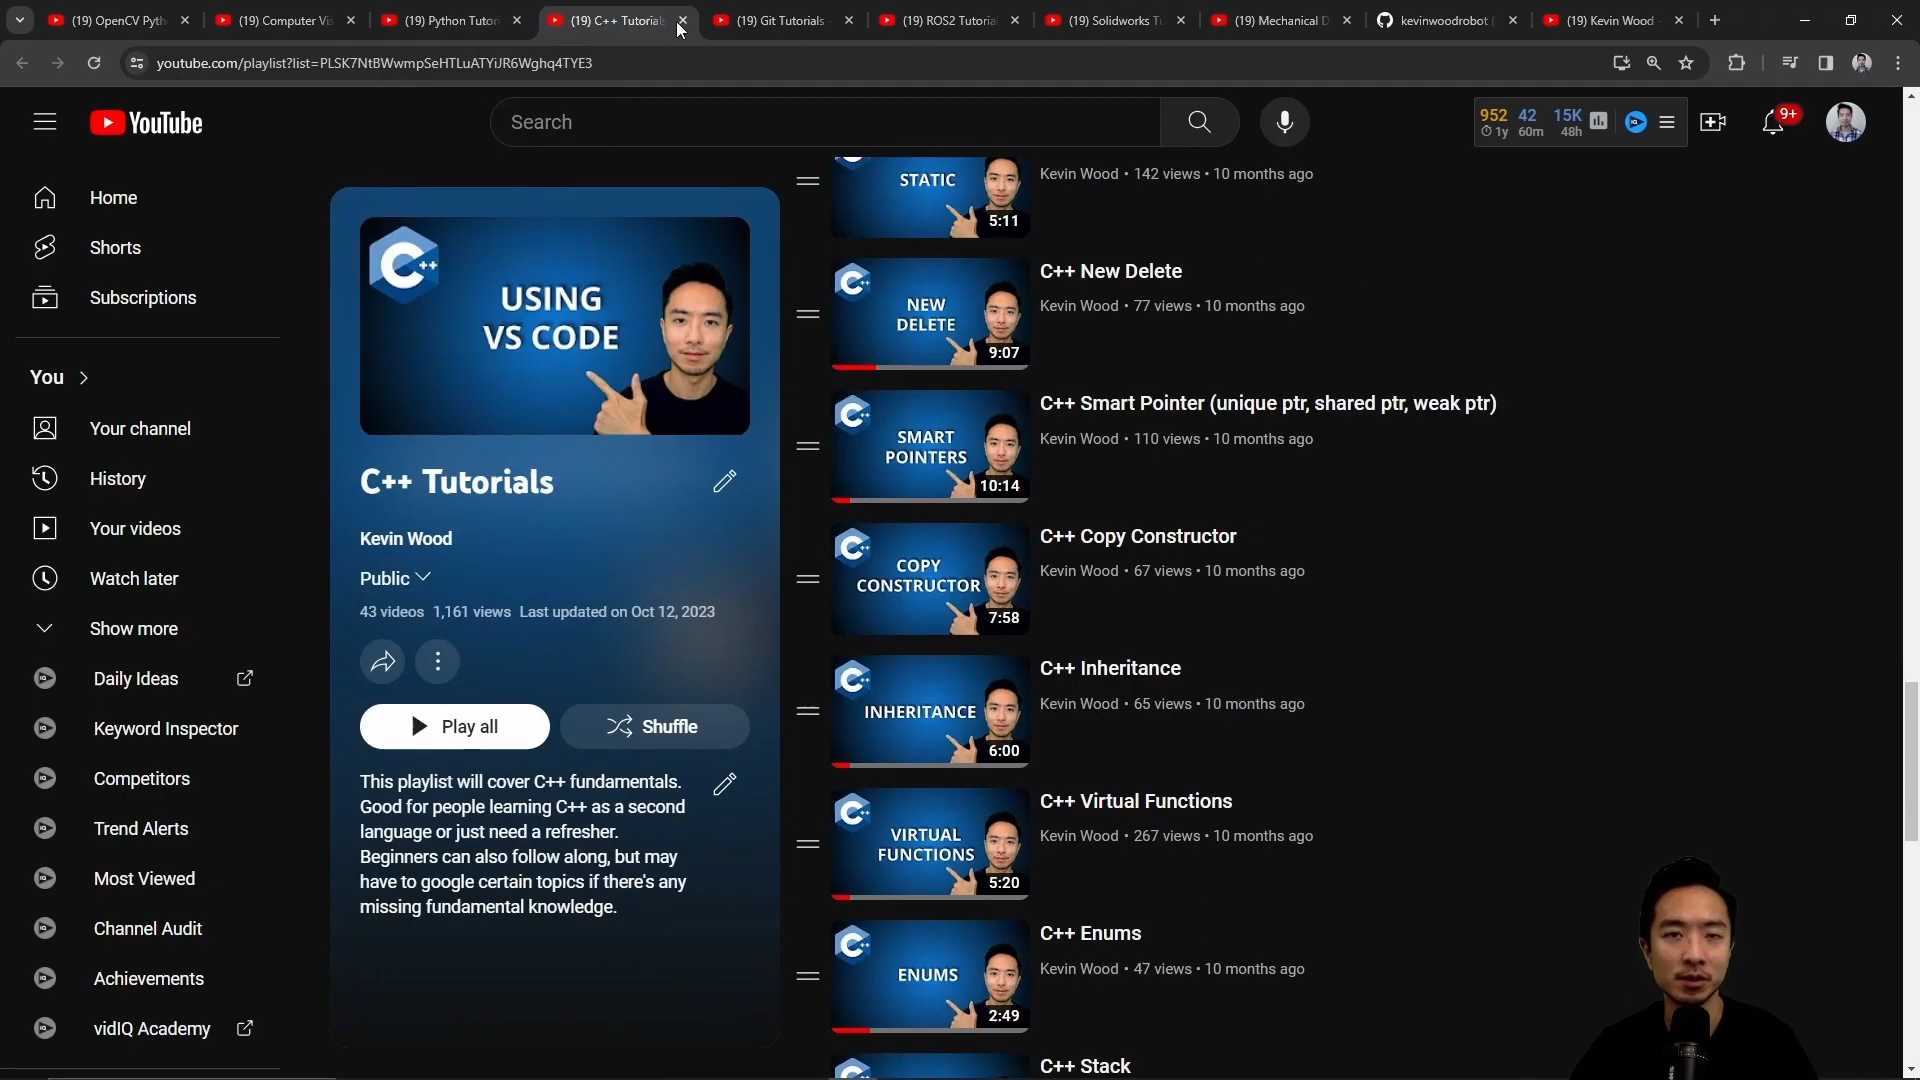 (19) OpenCV Pyth
(19) Computer Vis
(19) Python Tutori
(19) C++ Tutorials
(19) Git Tutorials -
(19) ROS2 Tutoria
(19) Solidworks Tu
(19) Mechanical D
kevinwoodrobot (
(19) Kevin Wood -
youtube.com/playlist?list=PLSK7NtBWwmpSeHTLuATYiJR6Wghq4TYE3
YouTube
Search
952 42 15K
1y 60m 48h
9+
Home
Shorts
Subscriptions
You
Your channel
History
Your videos
Watch later
Show more
Daily Ideas
Keyword Inspector
Competitors
Trend Alerts
Most Viewed
Channel Audit
Achievements
vidIQ Academy
C++
USING
VS CODE
C++ Tutorials
Kevin Wood
Public
43 videos 1,161 views Last updated on Oct 12, 2023
Play all
Shuffle
This playlist will cover C++ fundamentals.
Good for people learning C++ as a second
language or just need a refresher.
Beginners can also follow along, but may
have to google certain topics if there's any
missing fundamental knowledge.
STATIC
5:11
Kevin Wood • 142 views • 10 months ago
NEW
DELETE
9:07
C++ New Delete
Kevin Wood • 77 views • 10 months ago
SMART
POINTERS
10:14
C++ Smart Pointer (unique ptr, shared ptr, weak ptr)
Kevin Wood • 110 views • 10 months ago
COPY
CONSTRUCTOR
7:58
C++ Copy Constructor
Kevin Wood • 67 views • 10 months ago
INHERITANCE
6:00
C++ Inheritance
Kevin Wood • 65 views • 10 months ago
VIRTUAL
FUNCTIONS
5:20
C++ Virtual Functions
Kevin Wood • 267 views • 10 months ago
ENUMS
2:49
C++ Enums
Kevin Wood • 47 views • 10 months ago
C++ Stack